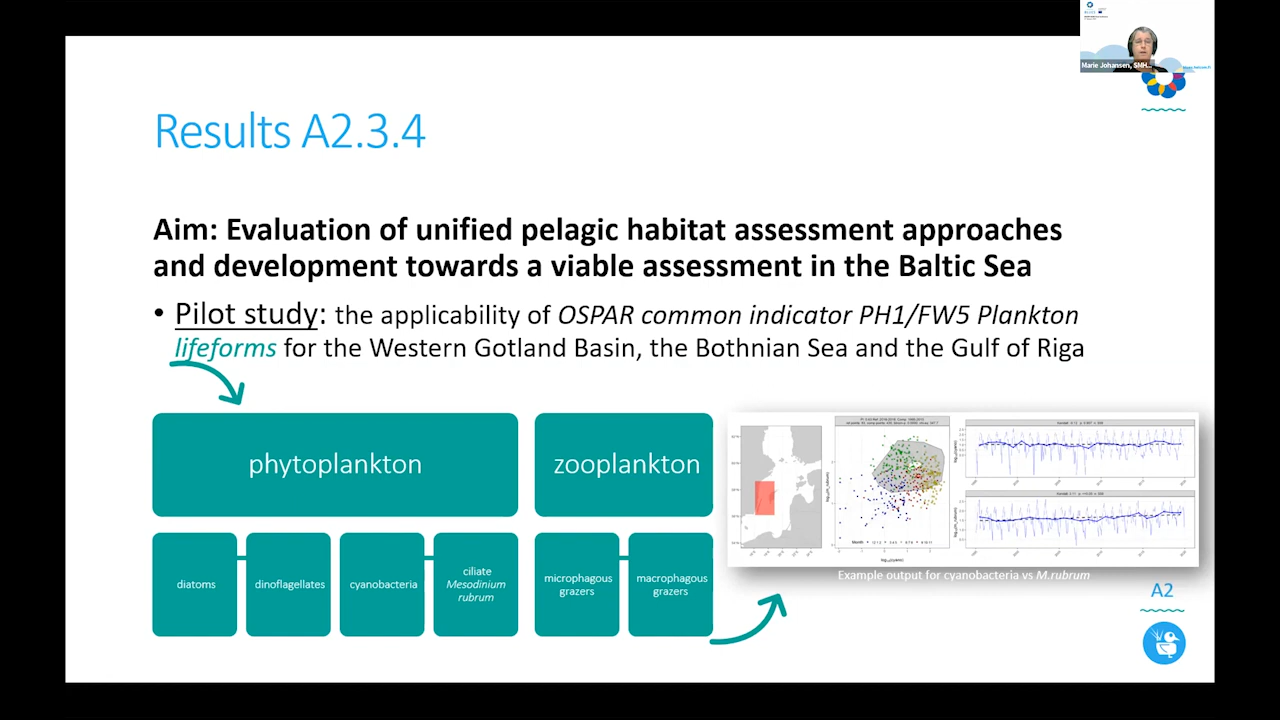 Marie Johansen, SMH...
Results A2.3.4
Aim: Evaluation of unified pelagic habitat assessment approaches
and development towards a viable assessment in the Baltic Sea
• Pilot study: the applicability of OSPAR common indicator PH1/FW5 Plankton
lifeforms for the Western Gotland Basin, the Bothnian Sea and the Gulf of Riga
phytoplankton
zooplankton
diatoms
dinoflagellates
cyanobacteria
ciliate
Mesodinium
rubrum
microphagous
grazers
macrophagous
grazers
Month
Example output for cyanobacteria vs M.rubrum
A2